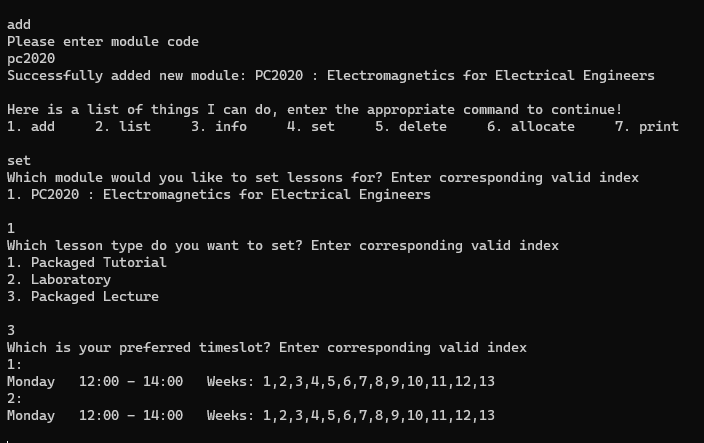 add
Please enter module code
pc2020
Successfully added new module: PC2020 : Electromagnetics for Electrical Engineers
Here is a list of things I can do, enter the appropriate command to continue!
1. add     2. list     3. info     4. set     5. delete     6. allocate     7. print
set
Which module would you like to set lessons for? Enter corresponding valid index
1. PC2020 : Electromagnetics for Electrical Engineers
1
Which lesson type do you want to set? Enter corresponding valid index
1. Packaged Tutorial
2. Laboratory
3. Packaged Lecture
3
Which is your preferred timeslot? Enter corresponding valid index
1:
Monday   12:00 - 14:00   Weeks: 1,2,3,4,5,6,7,8,9,10,11,12,13
2:
Monday   12:00 - 14:00   Weeks: 1,2,3,4,5,6,7,8,9,10,11,12,13